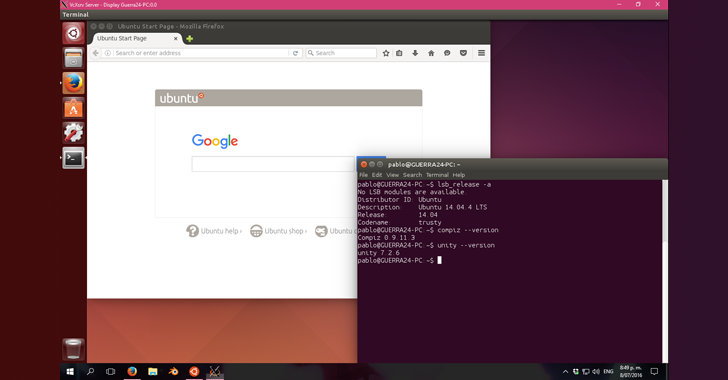 VcXsrv Server - Display Guerra24-PC:0.0
Terminal
Ubuntu Start Page - Mozilla Firefox
Ubuntu Start Page
Search or enter address
Search
ubuntu
Google
Ubuntu help ›
Ubuntu shop ›
Ubuntu
pablo@GUERRA24-PC: ~
File Edit View Search Terminal Help
pablo@GUERRA24-PC:~$ lsb_release -a
No LSB modules are available.
Distributor ID: Ubuntu
Description: Ubuntu 14.04.4 LTS
Release: 14.04
Codename: trusty
pablo@GUERRA24-PC:~$ compiz --version
Compiz 0.9.11.3
pablo@GUERRA24-PC:~$ unity --version
unity 7.2.6
pablo@GUERRA24-PC:~$
ENG
8:49 p. m.
8/07/2016